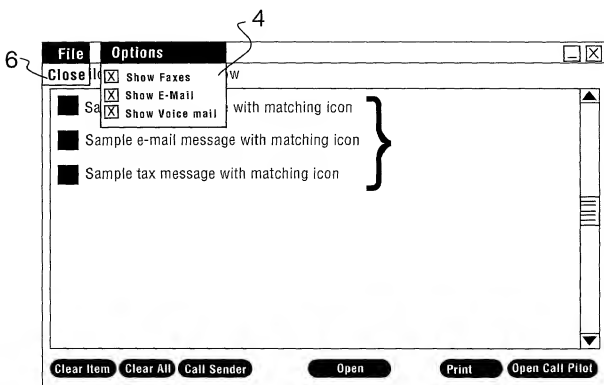 4
6
File Options
Close ow
Show Faxes
Show E-Mail
Show Voice mail
Sa e with matching icon
Sample e-mail message with matching icon
Sample tax message with matching icon
Clear Item Clear All Call Sender Open Print Open Call Pilot